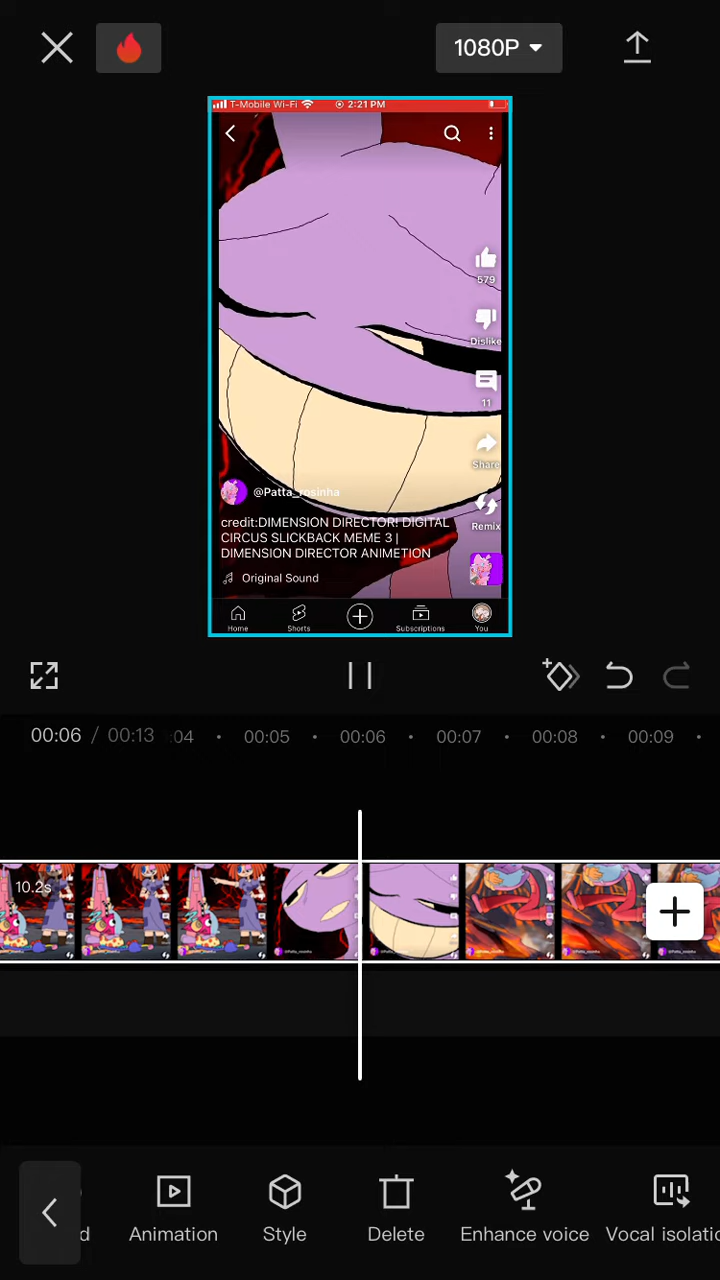 1080P
T-Mobile Wi-Fi 2:21 PM
579
Dislike
11
Share
Remix
@Patta_rosinha
credit:DIMENSION DIRECTOR! DIGITAL
CIRCUS SLICKBACK MEME 3 |
DIMENSION DIRECTOR ANIMETION
Original Sound
Home Shorts Subscriptions You
00:06 / 00:13 :04 00:05 00:06 00:07 00:08 00:09
10.2s
d Animation Style Delete Enhance voice Vocal isolatio